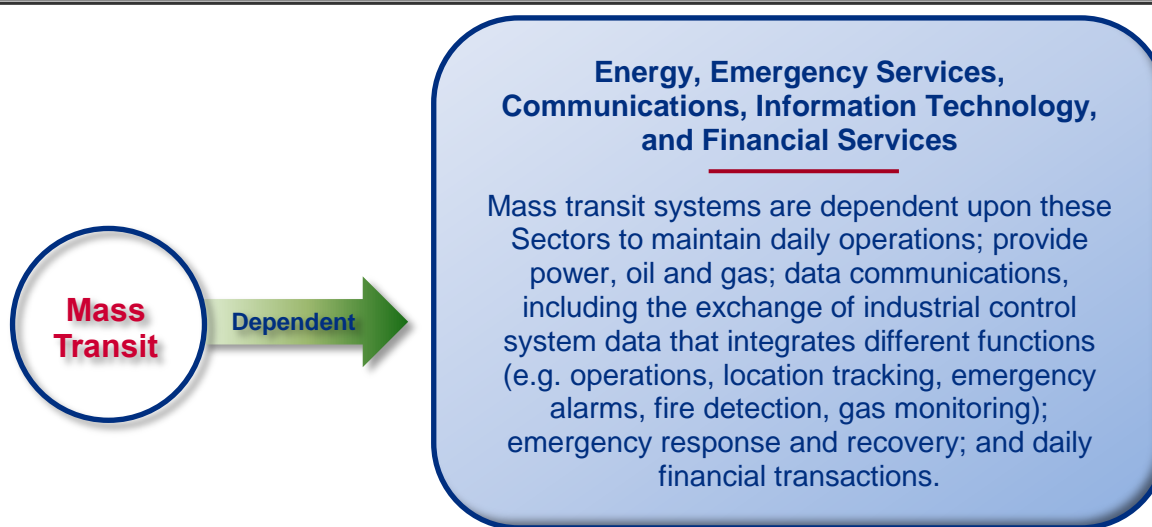 Energy, Emergency Services,
Communications, Information Technology,
and Financial Services
Mass transit systems are dependent upon these
Sectors to maintain daily operations; provide
power, oil and gas; data communications,
including the exchange of industrial control
system data that integrates different functions
(e.g. operations, location tracking, emergency
alarms, fire detection, gas monitoring);
emergency response and recovery; and daily
financial transactions.
Mass
Transit
Dependent